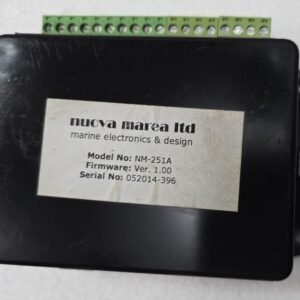 nuova marea ltd
marine electronics & design
Model No: NM-251A
Firmware: Ver. 1.00
Serial No: 052014-396